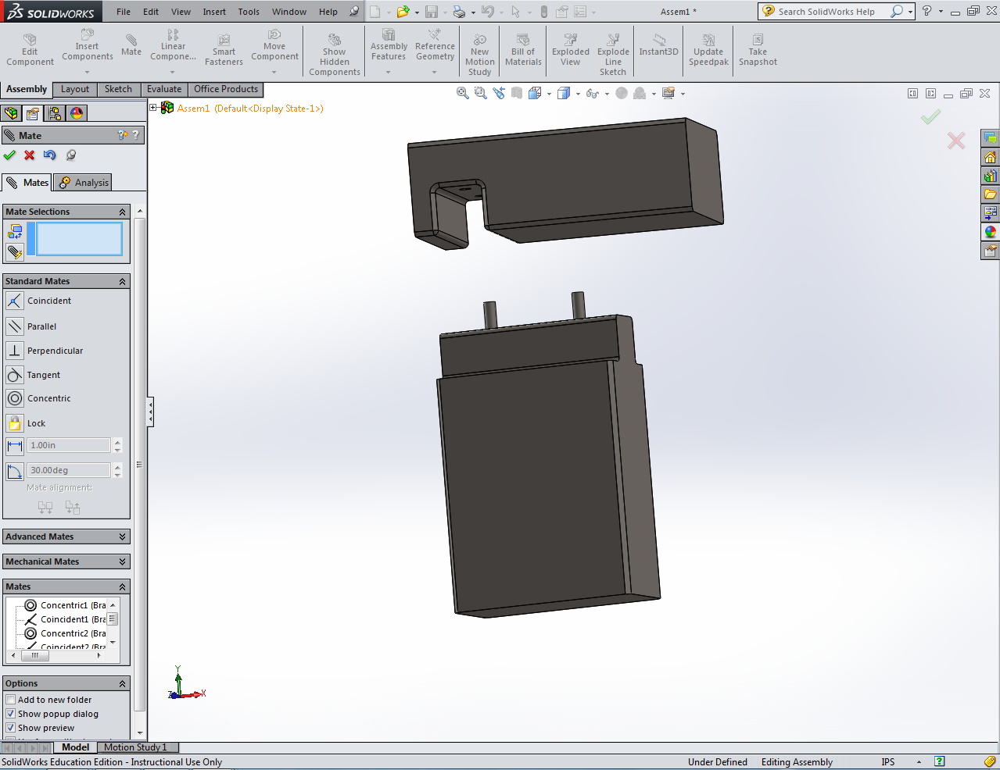 SOLIDWORKS File Edit View Insert Tools Window Help Assem1 * Search SolidWorks Help
Edit Component
Insert Components
Mate
Linear Compone...
Smart Fasteners
Move Component
Show Hidden Components
Assembly Features
Reference Geometry
New Motion Study
Bill of Materials
Exploded View
Explode Line Sketch
Instant3D
Update Speedpak
Take Snapshot
Assembly Layout Sketch Evaluate Office Products
Assem1 (Default<Display State-1>)
Mate
Mates Analysis
Mate Selections
Standard Mates
Coincident
Parallel
Perpendicular
Tangent
Concentric
Lock
1.00in
30.00deg
Mate alignment:
Advanced Mates
Mechanical Mates
Mates
Concentric1 (Bra
Coincident1 (Bra
Concentric2 (Bra
Coincident2 (Bra
Options
Add to new folder
Show popup dialog
Show preview
Y
Z
X
Model Motion Study 1
SolidWorks Education Edition - Instructional Use Only Under Defined Editing Assembly IPS